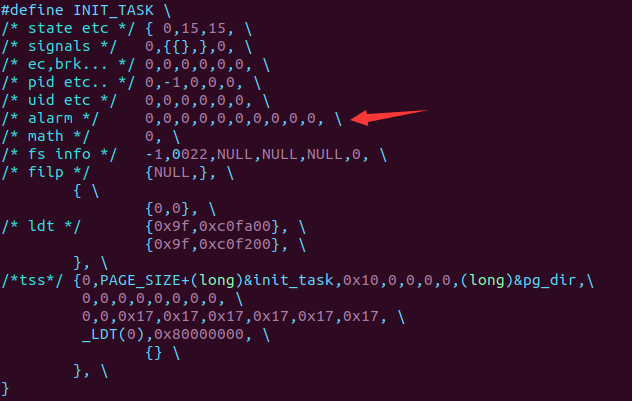 #define INIT_TASK \
/* state etc */ { 0,15,15, \
/* signals */   0,{{},},0, \
/* ec,brk... */ 0,0,0,0,0,0, \
/* pid etc.. */ 0,-1,0,0,0, \
/* uid etc */   0,0,0,0,0,0, \
/* alarm */     0,0,0,0,0,0,0,0,0,0, \
/* math */      0, \
/* fs info */   -1,0022,NULL,NULL,NULL,0, \
/* filp */      {NULL,}, \
        { \
                {0,0}, \
/* ldt */       {0x9f,0xc0fa00}, \
                {0x9f,0xc0f200}, \
        }, \
/*tss*/ {0,PAGE_SIZE+(long)&init_task,0x10,0,0,0,0,(long)&pg_dir,\
         0,0,0,0,0,0,0,0, \
         0,0,0x17,0x17,0x17,0x17,0x17,0x17, \
         _LDT(0),0x80000000, \
                {} \
        }, \
}